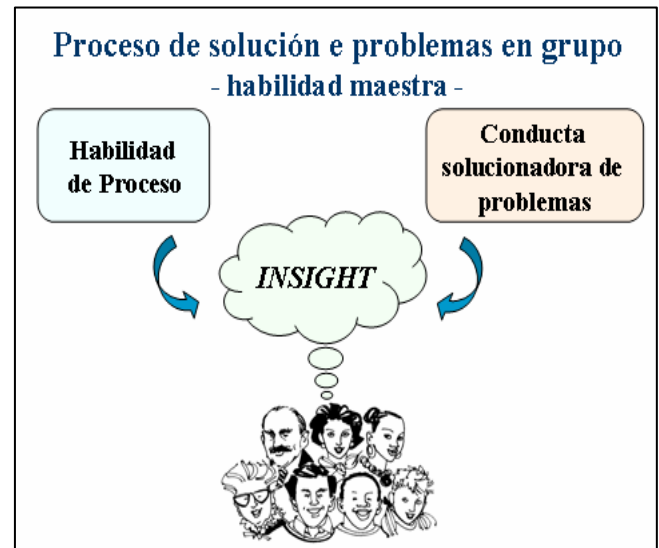 Proceso de solución e problemas en grupo
- habilidad maestra -
Habilidad
de Proceso
Conducta
solucionadora de
problemas
INSIGHT